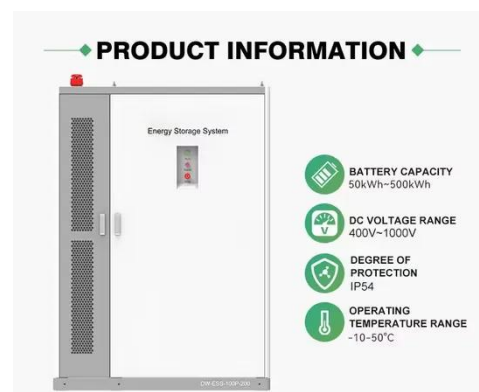 PRODUCT INFORMATION
Energy Storage System
BATTERY CAPACITY
50kWh~500kWh
DC VOLTAGE RANGE
400V~1000V
V
DEGREE OF
PROTECTION
IP54
OPERATING
TEMPERATURE RANGE
-10-50°C